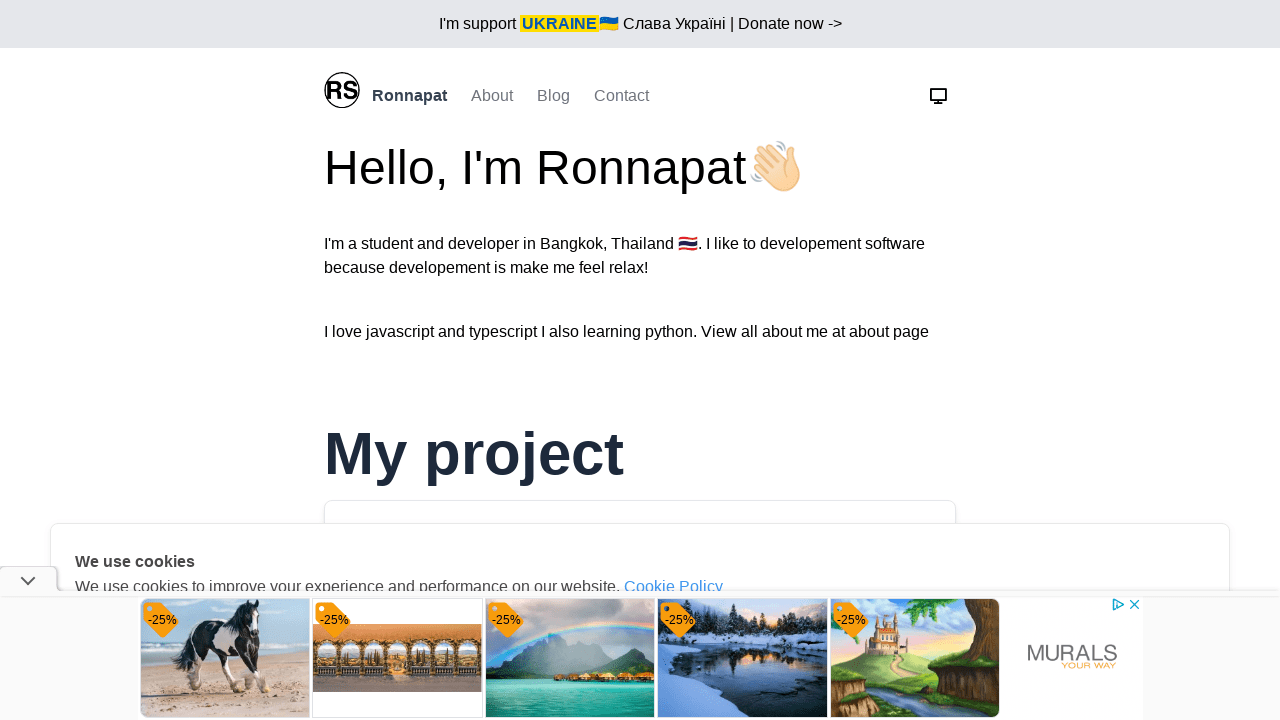 I'm support UKRAINE🇺🇦 Слава Україні | Donate now ->
RS Ronnapat About Blog Contact
Hello, I'm Ronnapat👋🏻
I'm a student and developer in Bangkok, Thailand 🇹🇭. I like to developement software
because developement is make me feel relax!
I love javascript and typescript I also learning python. View all about me at about page
My project
We use cookies
We use cookies to improve your experience and performance on our website. Cookie Policy
-25% -25% -25% -25% -25%
MURALS
YOUR WAY